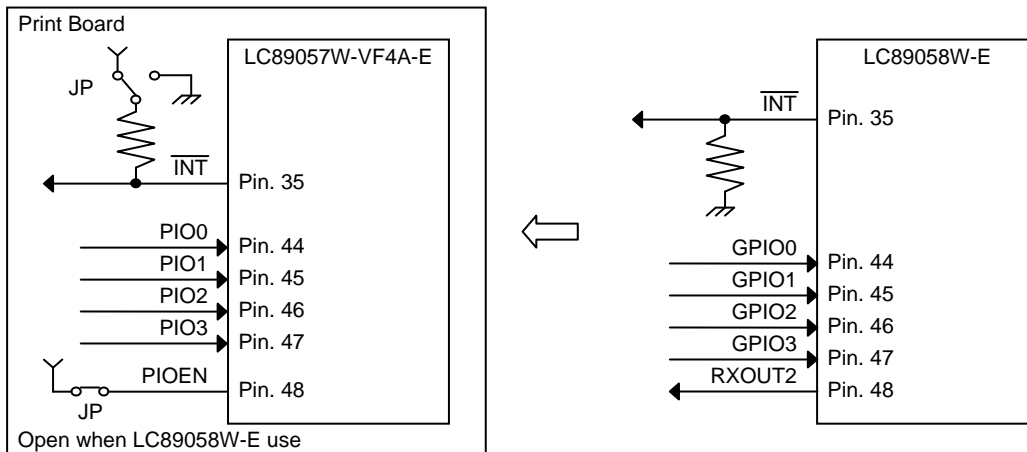 Print Board
LC89057W-VF4A-E
JP
INT
Pin. 35
PIO0
Pin. 44
PIO1
Pin. 45
PIO2
Pin. 46
PIO3
Pin. 47
PIOEN
Pin. 48
JP
Open when LC89058W-E use
LC89058W-E
INT
Pin. 35
GPIO0
Pin. 44
GPIO1
Pin. 45
GPIO2
Pin. 46
GPIO3
Pin. 47
RXOUT2
Pin. 48